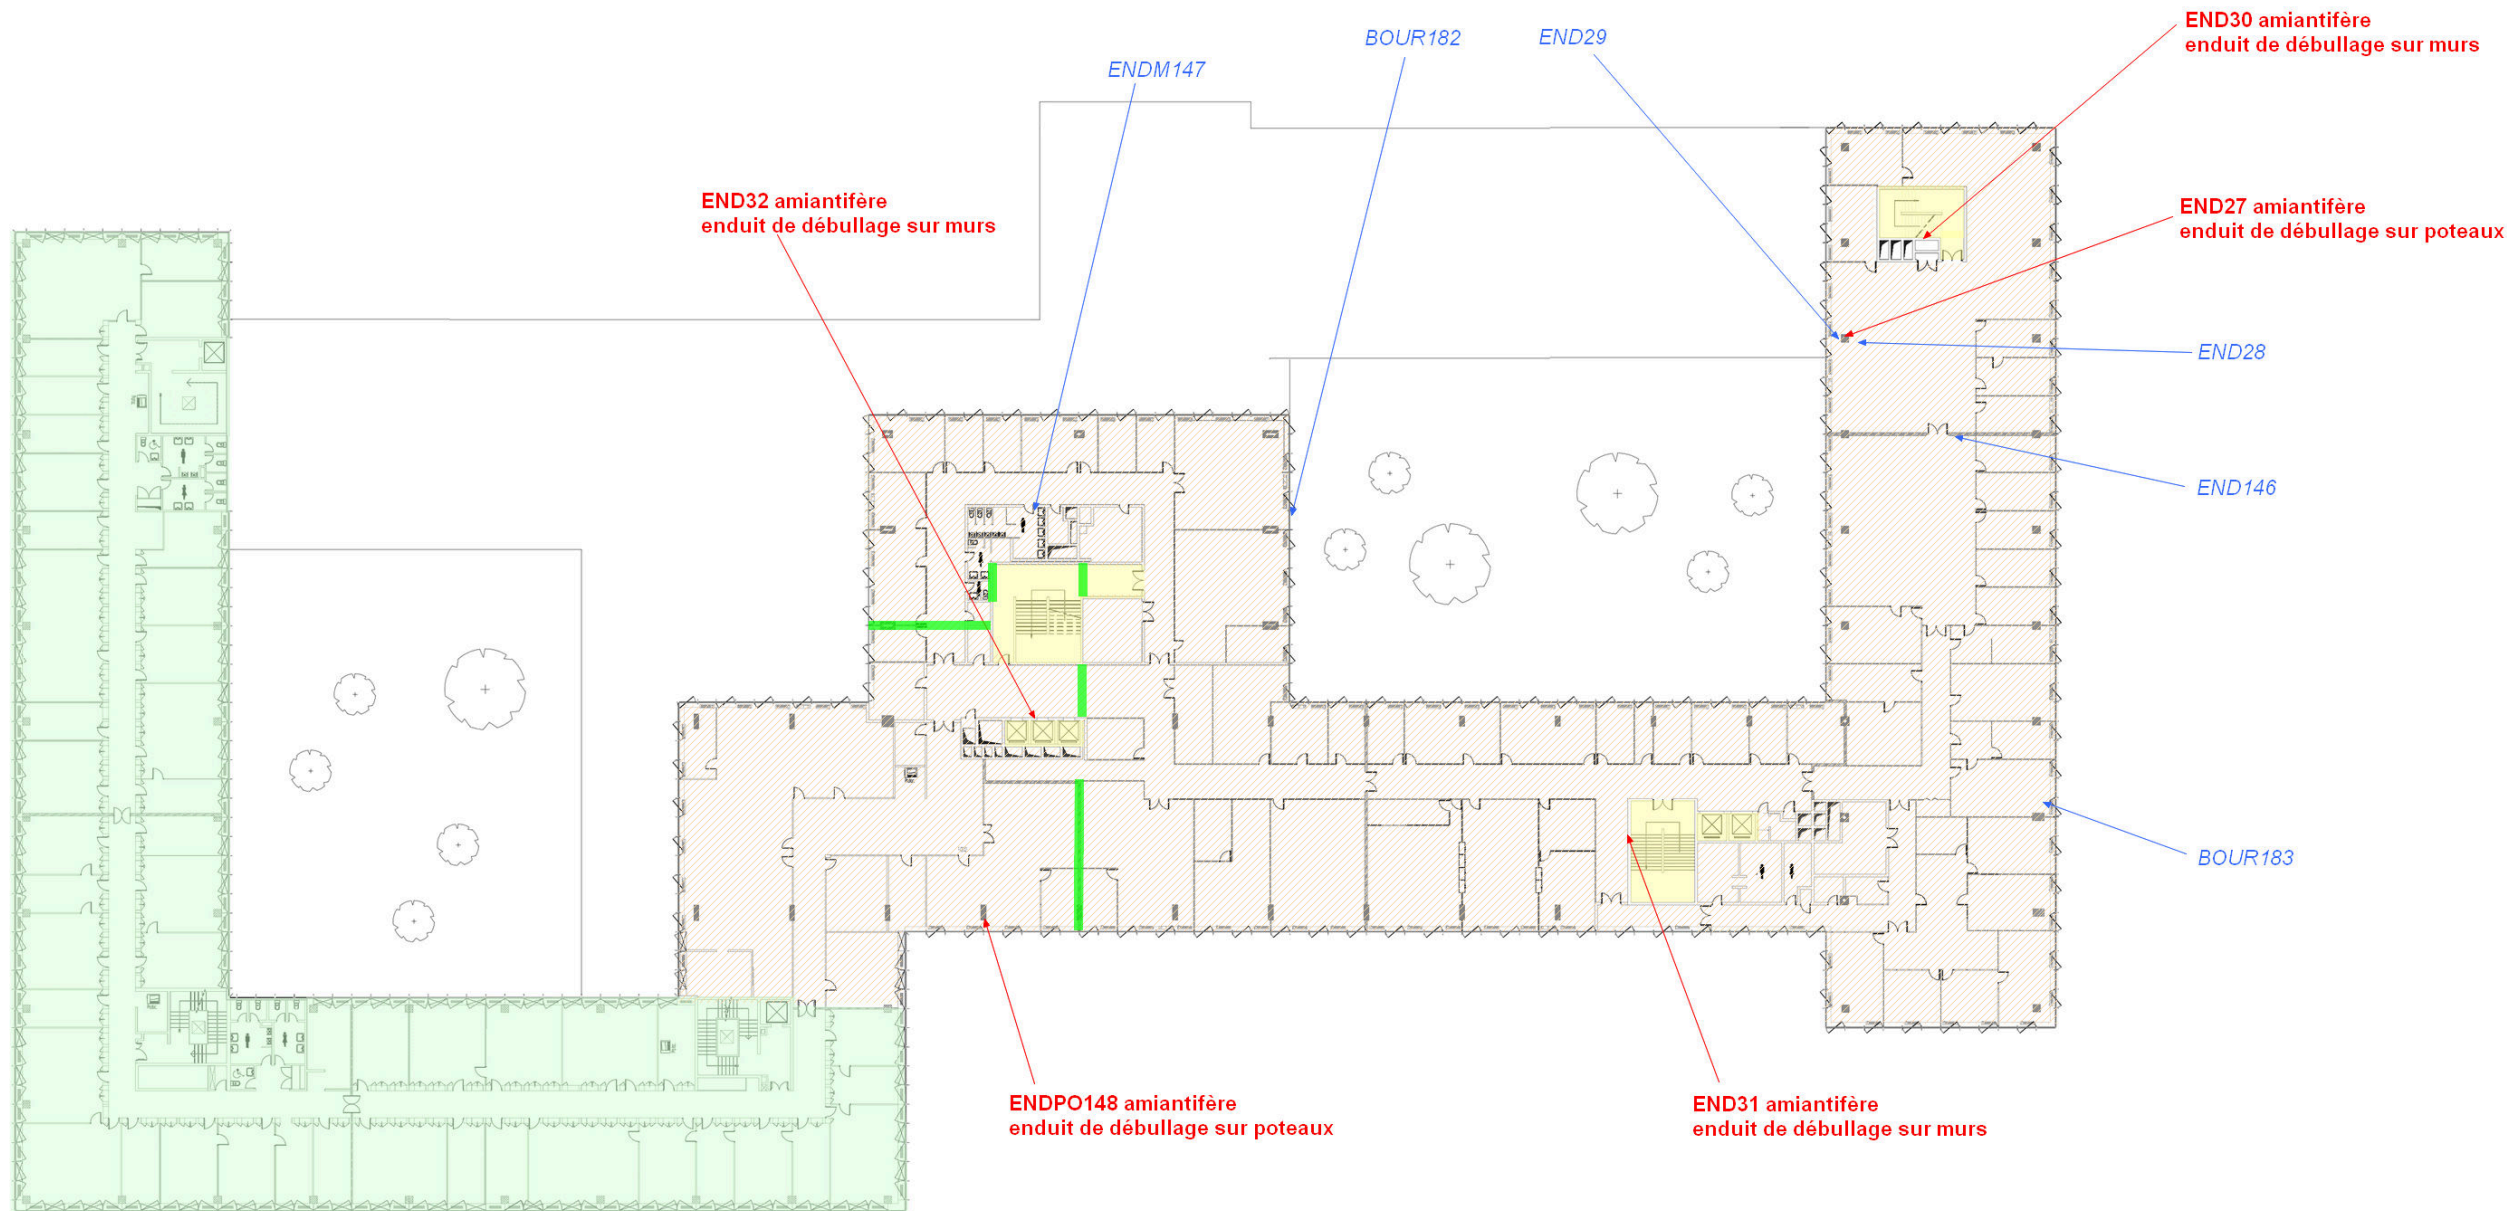 END30 amiantifère
enduit de débullage sur murs
BOUR182
END29
ENDM147
END32 amiantifère
enduit de débullage sur murs
END27 amiantifère
enduit de débullage sur poteaux
END28
END146
BOUR183
ENDPO148 amiantifère
enduit de débullage sur poteaux
END31 amiantifère
enduit de débullage sur murs